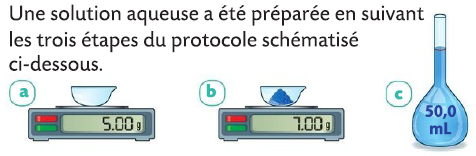 Une solution aqueuse a été préparée en suivant
les trois étapes du protocole schématisé
ci-dessous.
a
b
c
5.00 g
7.00 g
50,0
mL